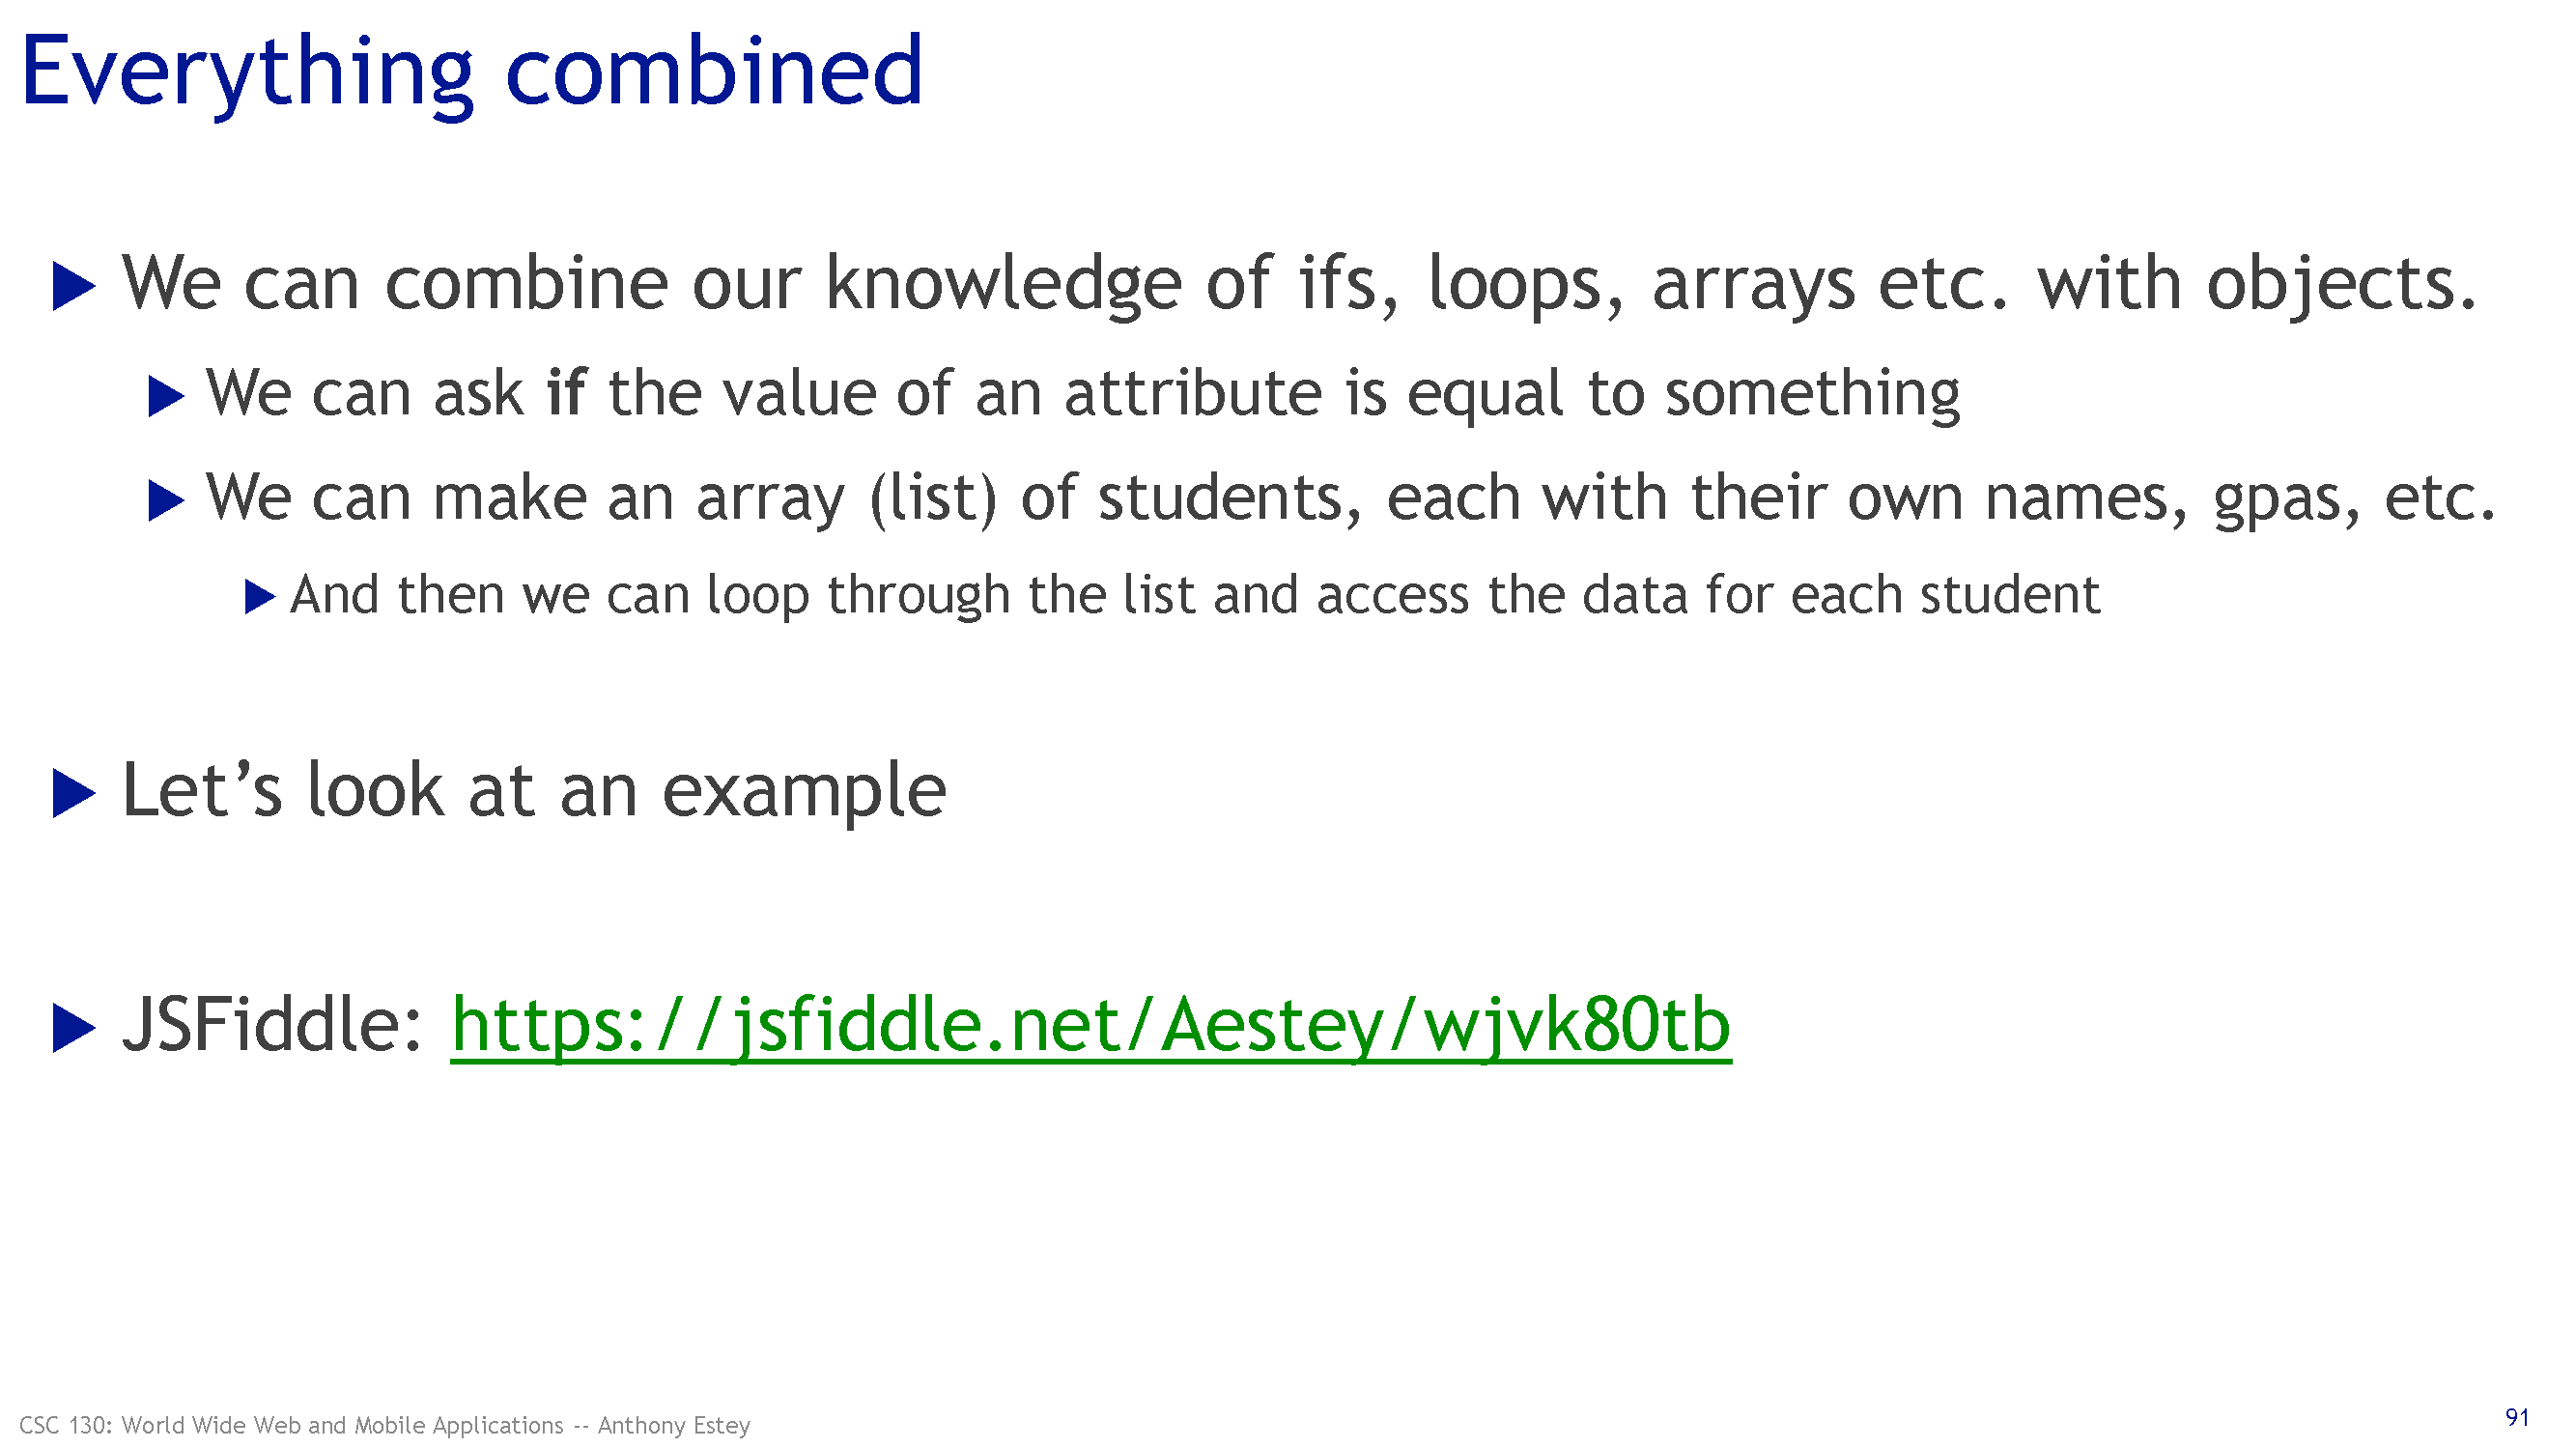 Everything combined
We can combine our knowledge of ifs, loops, arrays etc. with objects.
We can ask if the value of an attribute is equal to something
We can make an array (list) of students, each with their own names, gpas, etc.
And then we can loop through the list and access the data for each student
Let’s look at an example
JSFiddle: https://jsfiddle.net/Aestey/wjvk80tb
CSC 130: World Wide Web and Mobile Applications -- Anthony Estey
91